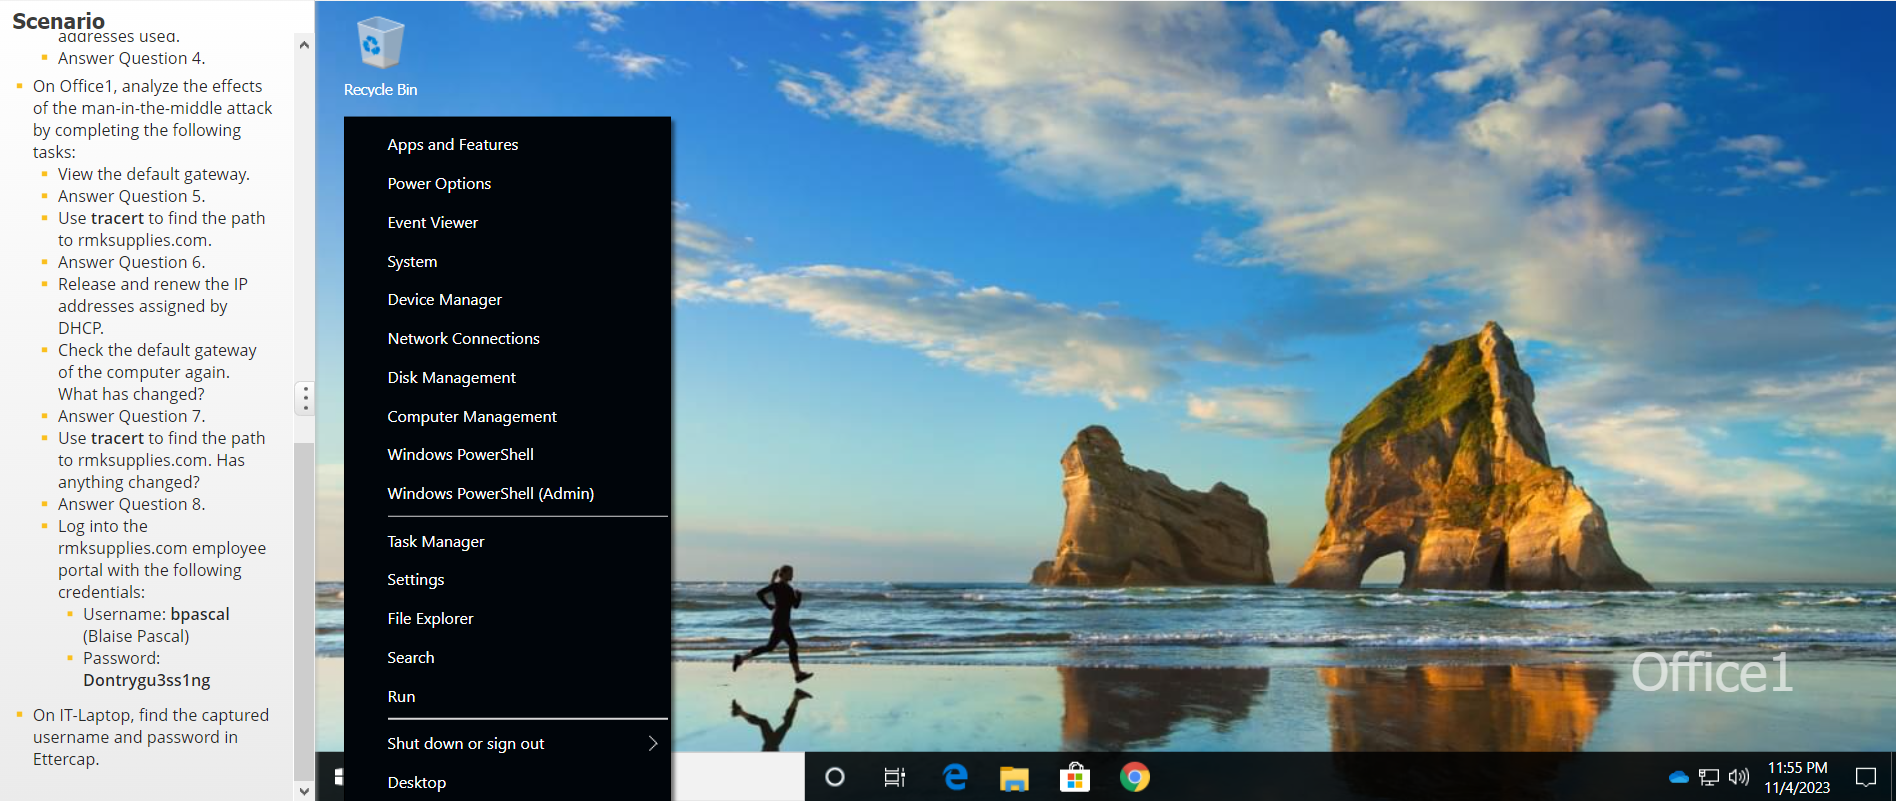 Scenario
addresses used.
Answer Question 4.
On Office1, analyze the effects
of the man-in-the-middle attack
by completing the following
tasks:
View the default gateway.
Answer Question 5.
Use tracert to find the path
to rmksupplies.com.
Answer Question 6.
Release and renew the IP
addresses assigned by
DHCP.
Check the default gateway
of the computer again.
What has changed?
Answer Question 7.
Use tracert to find the path
to rmksupplies.com. Has
anything changed?
Answer Question 8.
Log into the
rmksupplies.com employee
portal with the following
credentials:
Username: bpascal
(Blaise Pascal)
Password:
Dontrygu3ss1ng
On IT-Laptop, find the captured
username and password in
Ettercap.
Recycle Bin
Apps and Features
Power Options
Event Viewer
System
Device Manager
Network Connections
Disk Management
Computer Management
Windows PowerShell
Windows PowerShell (Admin)
Task Manager
Settings
File Explorer
Search
Run
Shut down or sign out
Desktop
Office1
11:55 PM
11/4/2023